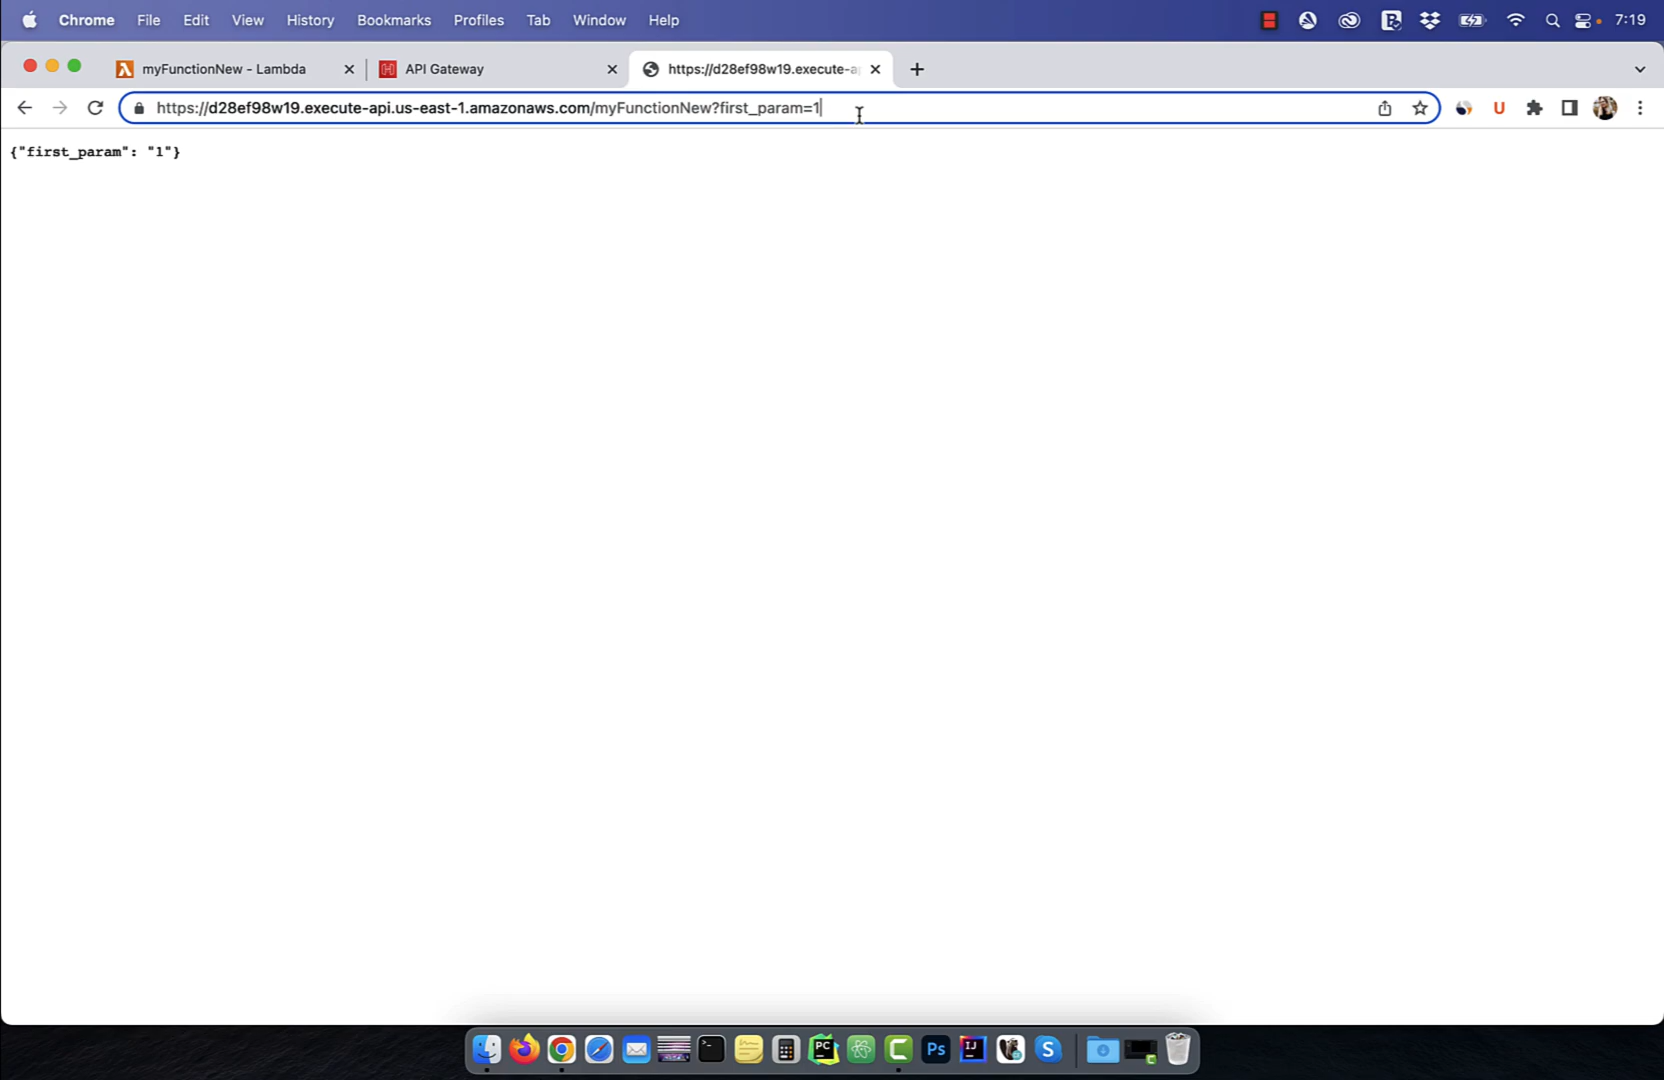 Chrome File Edit View History Bookmarks Profiles Tab Window Help 7:19
myFunctionNew - Lambda API Gateway https://d28ef98w19.execute-a
https://d28ef98w19.execute-api.us-east-1.amazonaws.com/myFunctionNew?first_param=1
{"first_param": "1"}